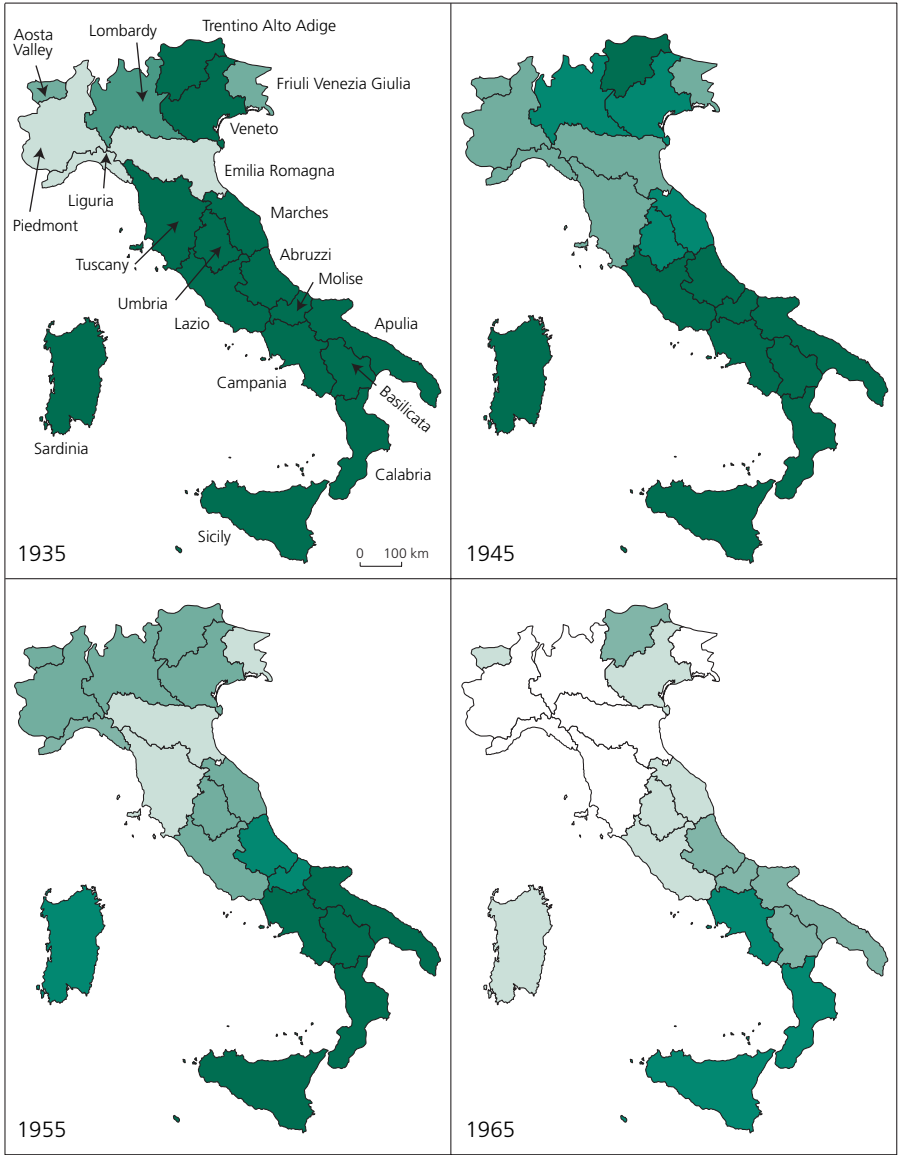 Trentino Alto Adige
Lombardy
Aosta
Valley
Friuli Venezia Giulia
Veneto
Emilia Romagna
Liguria
Piedmont
Marches
Tuscany
Abruzzi
Molise
Umbria
Lazio
Apulia
Campania
Basilicata
Sardinia
Calabria
Sicily
1935
0 100 km
1945
1955
1965